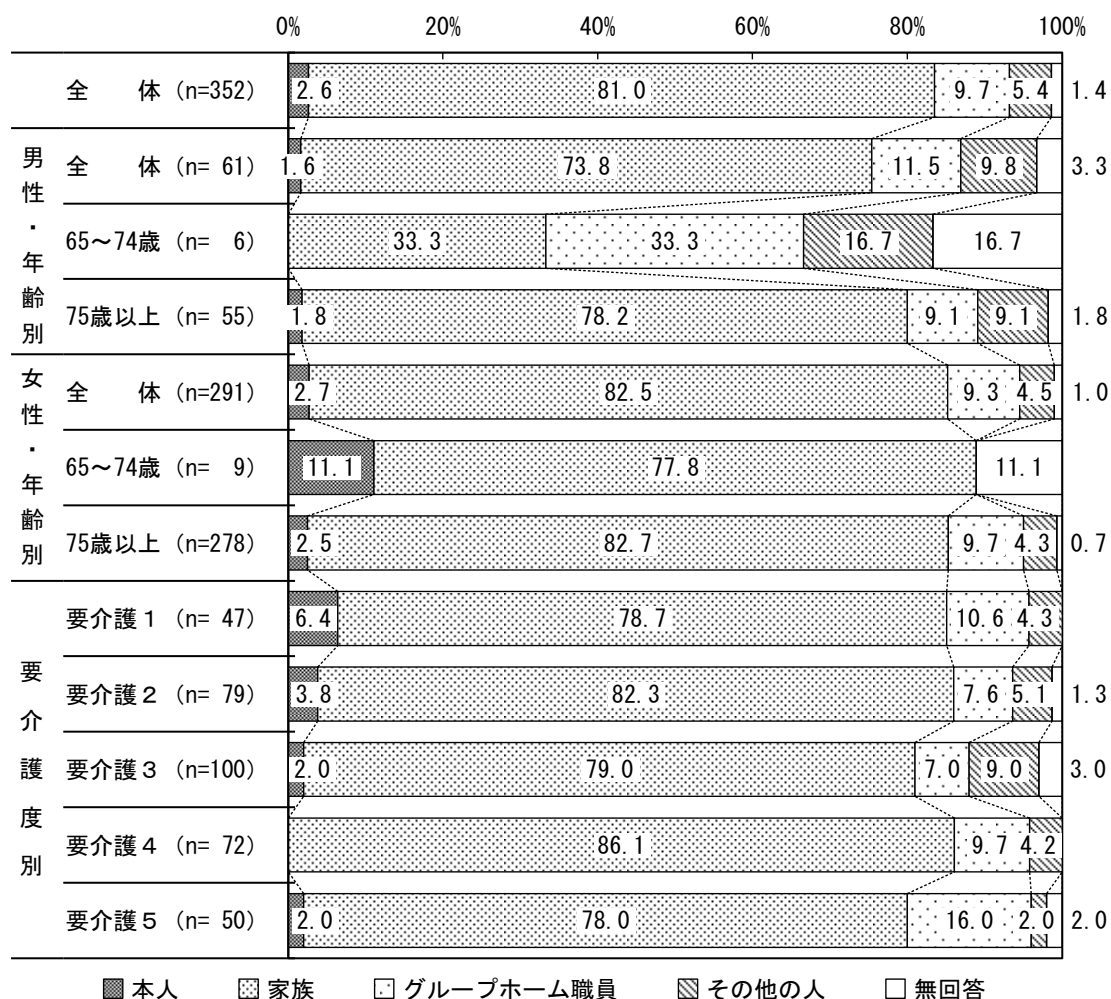 0% 20% 40% 60% 80% 100%
全　体 (n=352) 2.6 81.0 9.7 5.4 1.4
男性・年齢別
全　体 (n= 61) 1.6 73.8 11.5 9.8 3.3
65～74歳 (n= 6) 33.3 33.3 16.7 16.7
75歳以上 (n= 55) 1.8 78.2 9.1 9.1 1.8
女性・年齢別
全　体 (n=291) 2.7 82.5 9.3 4.5 1.0
65～74歳 (n= 9) 11.1 77.8 11.1
75歳以上 (n=278) 2.5 82.7 9.7 4.3 0.7
要介護度別
要介護１ (n= 47) 6.4 78.7 10.6 4.3
要介護２ (n= 79) 3.8 82.3 7.6 5.1 1.3
要介護３ (n=100) 2.0 79.0 7.0 9.0 3.0
要介護４ (n= 72) 86.1 9.7 4.2
要介護５ (n= 50) 2.0 78.0 16.0 2.0 2.0
本人 家族 グループホーム職員 その他の人 無回答